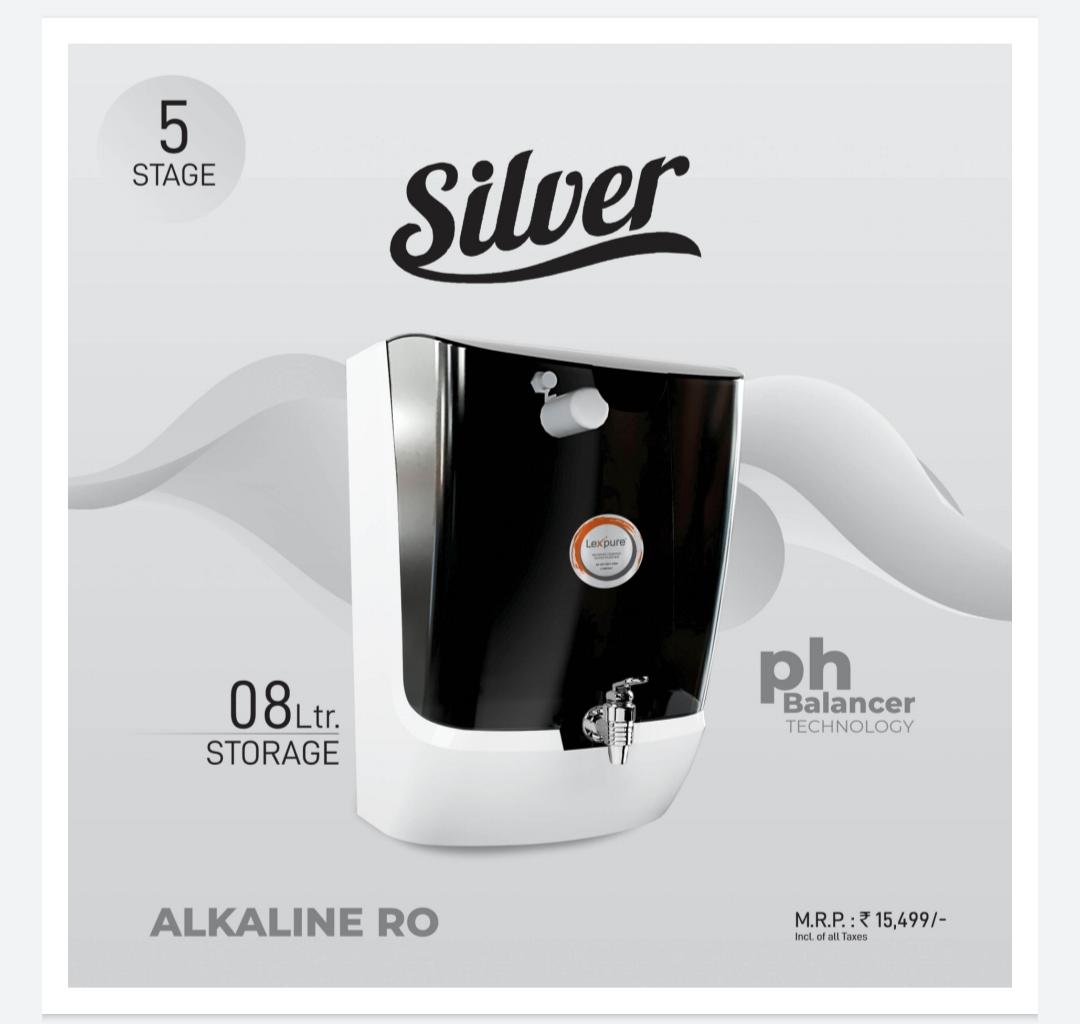 5
STAGE
Silver
Lexpure
08Ltr.
STORAGE
ph
Balancer
TECHNOLOGY
ALKALINE RO
M.R.P. : ₹ 15,499/-
Incl. of all Taxes